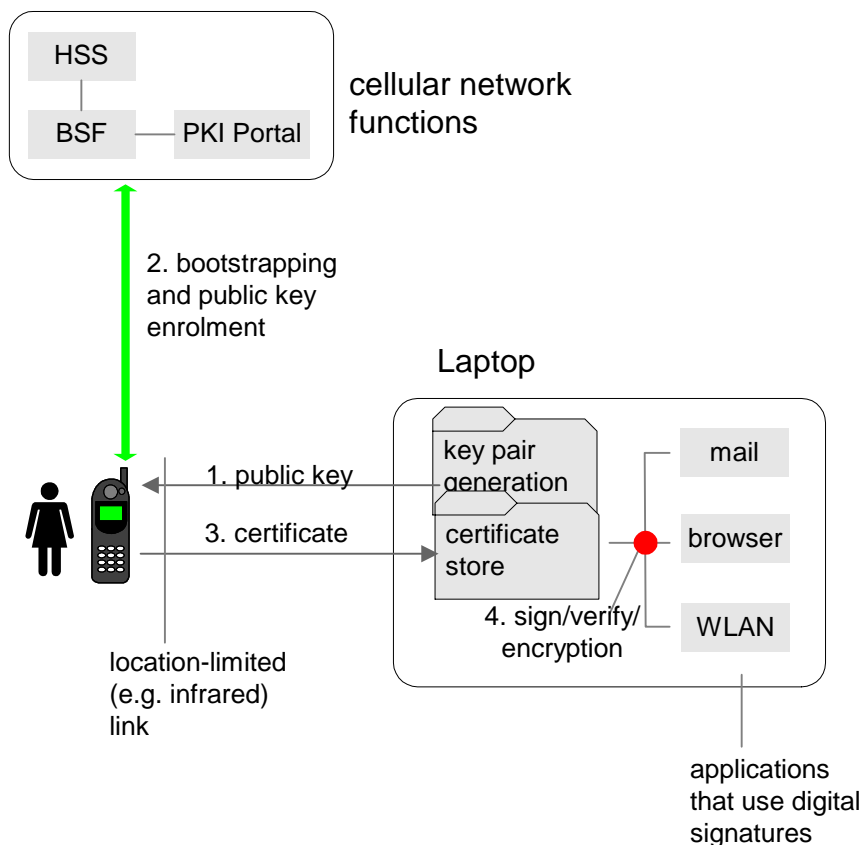 HSS
BSF
PKI Portal
cellular network
functions
2. bootstrapping
and public key
enrolment
Laptop
key pair
generation
mail
1. public key
3. certificate
certificate
store
browser
4. sign/verify/
encryption
WLAN
location-limited
(e.g. infrared)
link
applications
that use digital
signatures